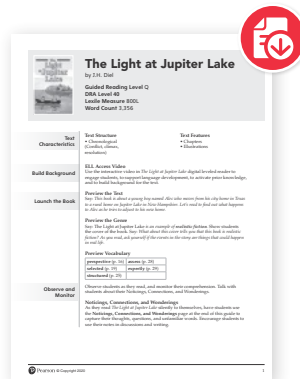 The Light at Jupiter Lake
by I.H. Diel
Guided Reading Level Q
DRA Level 40
Lexile Measure 800L
Word Count 3,356
Text
Characteristics
Text Structure
• Chronological
(Conflict, climax,
resolution)
Text Features
• Chapters
• Illustrations
Build Background
ELL Access Video
Use the interactive video in The Light at Jupiter Lake digital leveled reader to
engage students, to support language development, to activate prior knowledge,
and to build background for the text.
Launch the Book
Preview the Text
Say: This book is about a young boy named Alex who moves from his city home in Texas
to a rural home on Jupiter Lake in New Hampshire. Let's read to find out what happens
to Alex as he tries to adjust to his new home.
Preview the Genre
Say: The Light at Jupiter Lake is an example of realistic fiction. Show students
the cover of the book. Say: What about this cover tells you that this book is realistic
fiction? As you read, ask yourself if the events in the story are things that could happen
in real life.
Preview Vocabulary
perspective (p. 16) access (p. 28)
selected (p. 19) expertly (p. 29)
structured (p. 25)
Observe and
Monitor
Observe students as they read, and monitor their comprehension. Talk with
students about their Noticings, Connections, and Wonderings.
Noticings, Connections, and Wonderings
As they read The Light at Jupiter Lake silently to themselves, have students use
the Noticings, Connections, and Wonderings page at the end of this guide to
capture their thoughts, questions, and unfamiliar words. Encourage students to
use their notes in discussions and writing.
Pearson © Copyright 2020
1